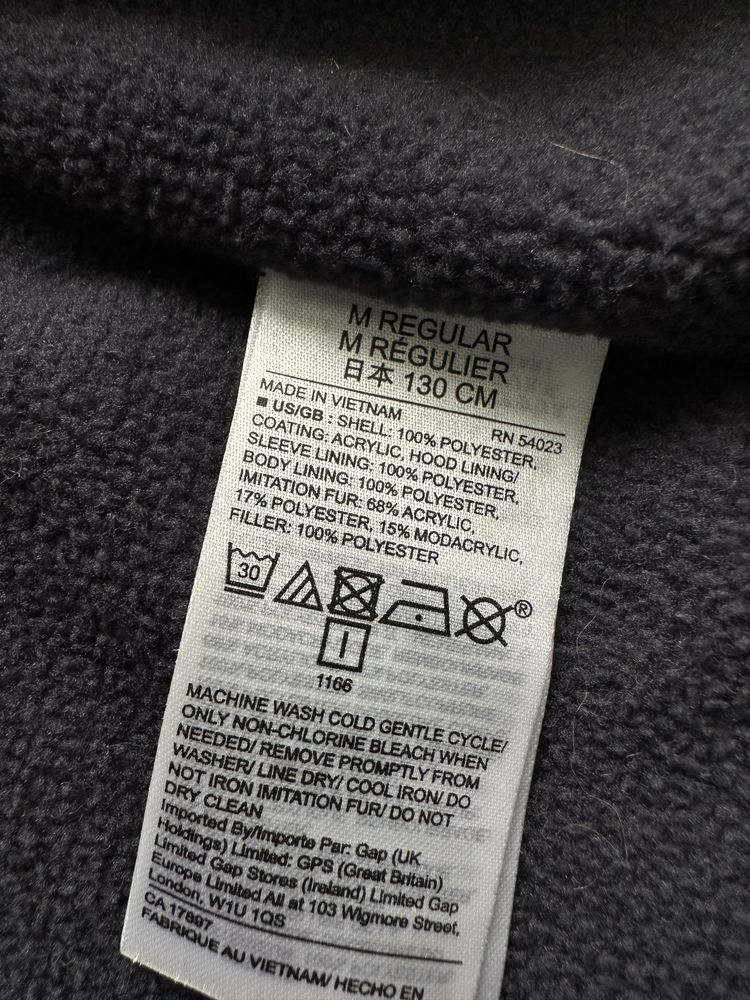 M REGULAR
M RÉGULIER
日本 130 CM
MADE IN VIETNAM RN 54023
■ US/GB : SHELL: 100% POLYESTER,
COATING: ACRYLIC, HOOD LINING/
SLEEVE LINING: 100% POLYESTER,
BODY LINING: 100% POLYESTER,
IMITATION FUR: 68% ACRYLIC,
17% POLYESTER, 15% MODACRYLIC,
FILLER: 100% POLYESTER
30
®
1166
MACHINE WASH COLD GENTLE CYCLE/
ONLY NON-CHLORINE BLEACH WHEN
NEEDED/ REMOVE PROMPTLY FROM
WASHER/ LINE DRY/ COOL IRON/ DO
NOT IRON IMITATION FUR/ DO NOT
DRY CLEAN
Imported By/Importe Par: Gap (UK
Holdings) Limited: GPS (Great Britain)
Limited Gap Stores (Ireland) Limited Gap
Europe Limited All at 103 Wigmore Street,
London, W1U 1QS
CA 17897
FABRIQUE AU VIETNAM/ HECHO EN